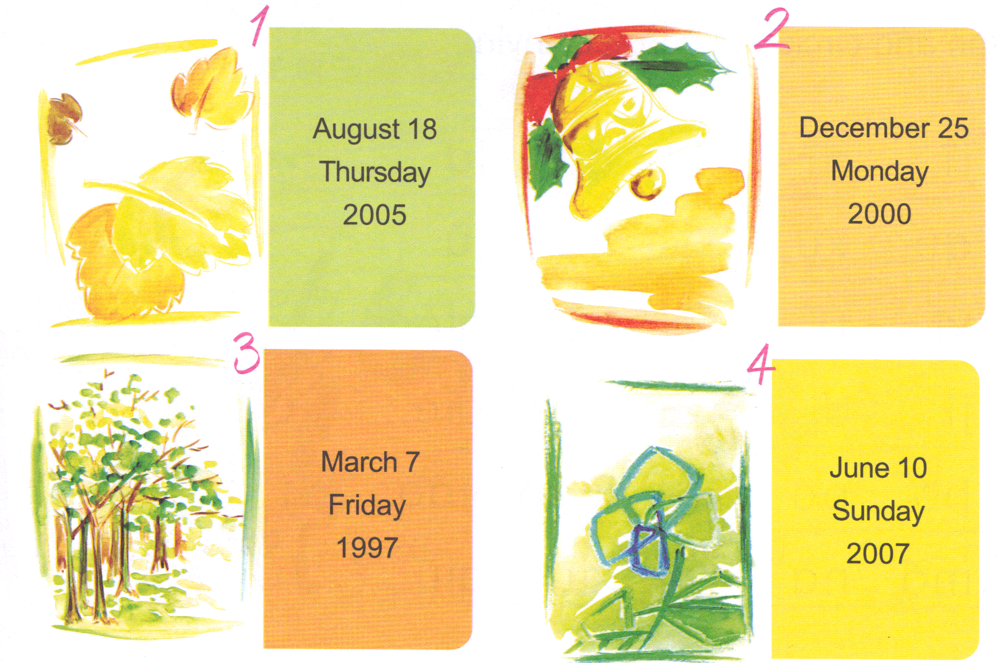 1
August 18
Thursday
2005
2
December 25
Monday
2000
3
March 7
Friday
1997
4
June 10
Sunday
2007